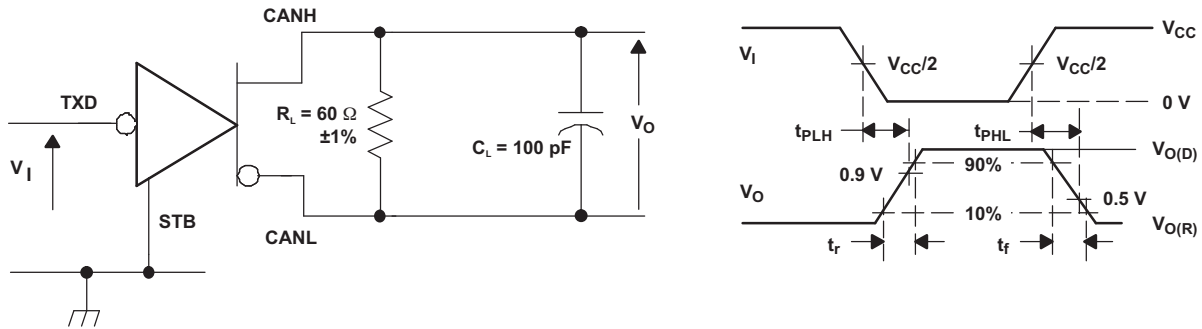 CANH
TXD
R_L = 60 Ω
±1%
C_L = 100 pF
V_O
V_I
STB
CANL
V_I
V_CC
V_CC/2
V_CC/2
0 V
t_PLH
t_PHL
V_O(D)
90%
0.9 V
V_O
0.5 V
10%
V_O(R)
t_r
t_f